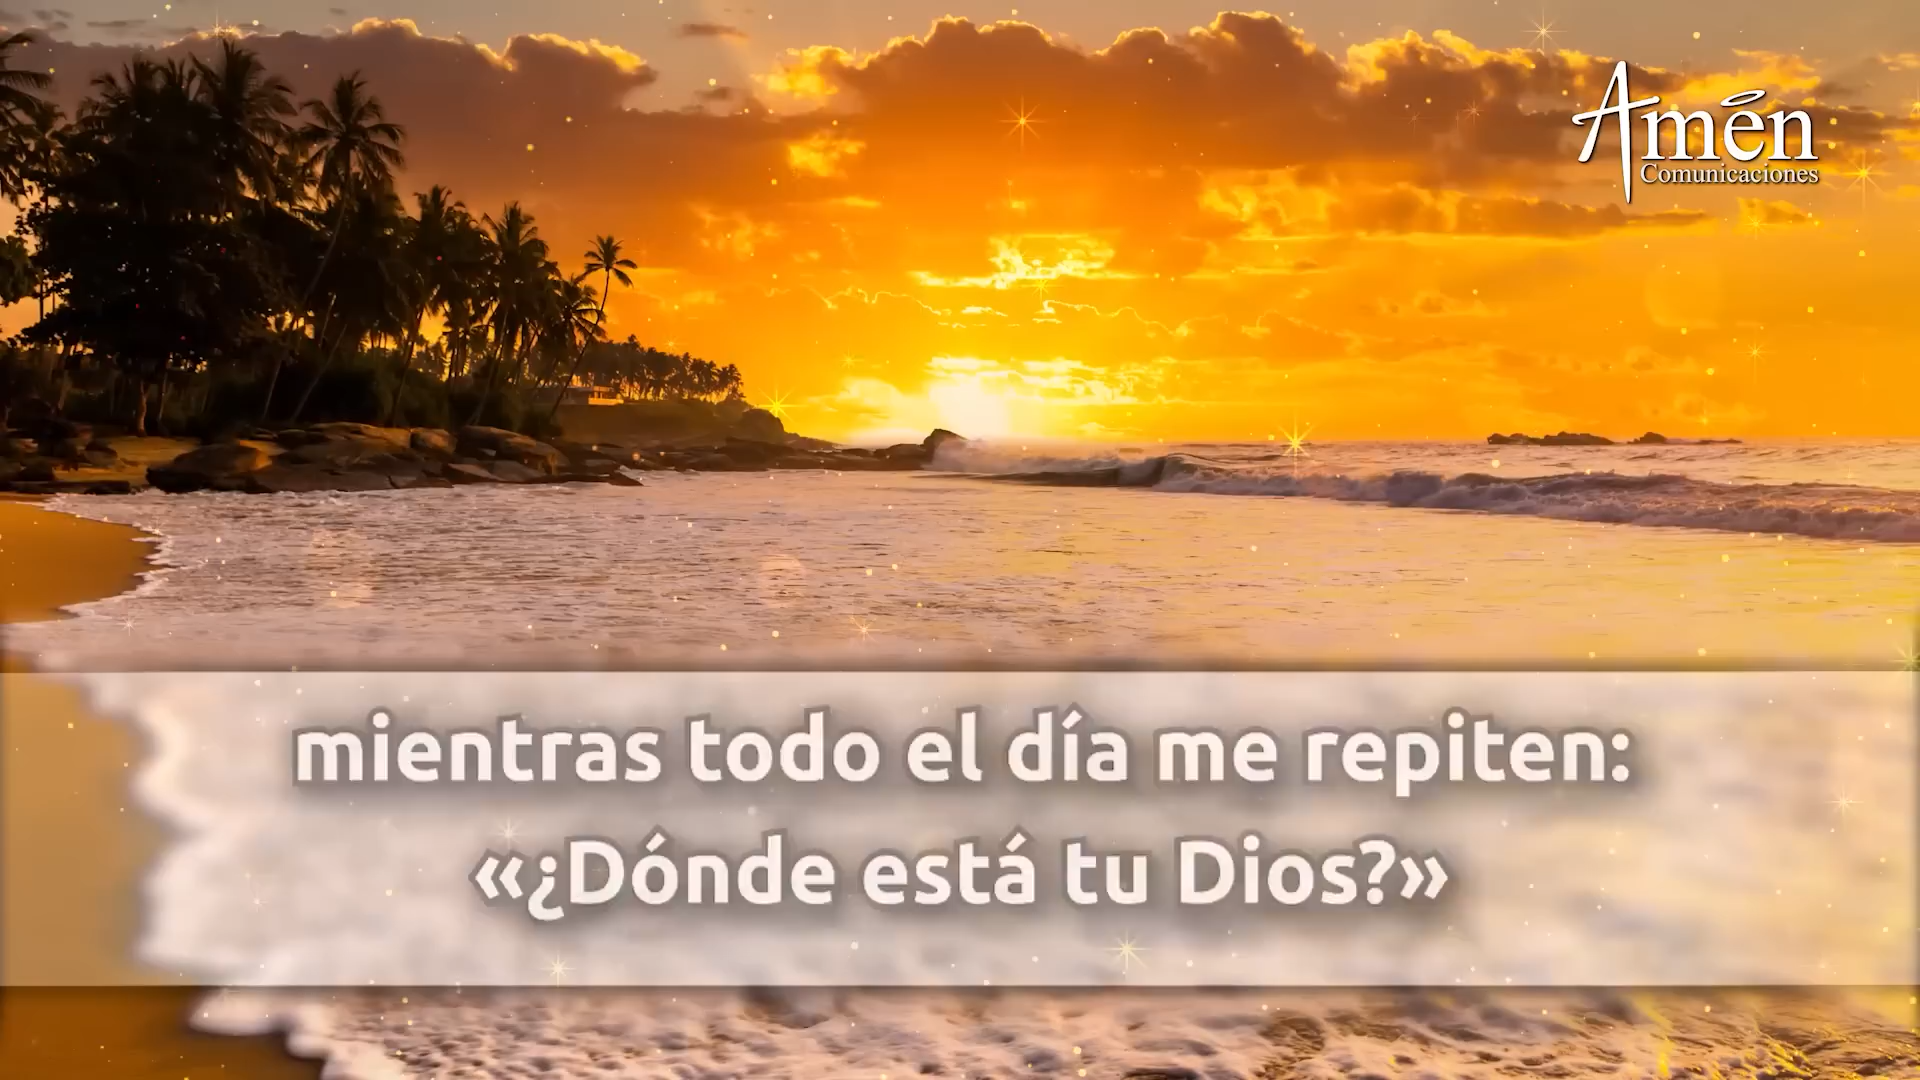 Amén
Comunicaciones
mientras todo el día me repiten:
«¿Dónde está tu Dios?»